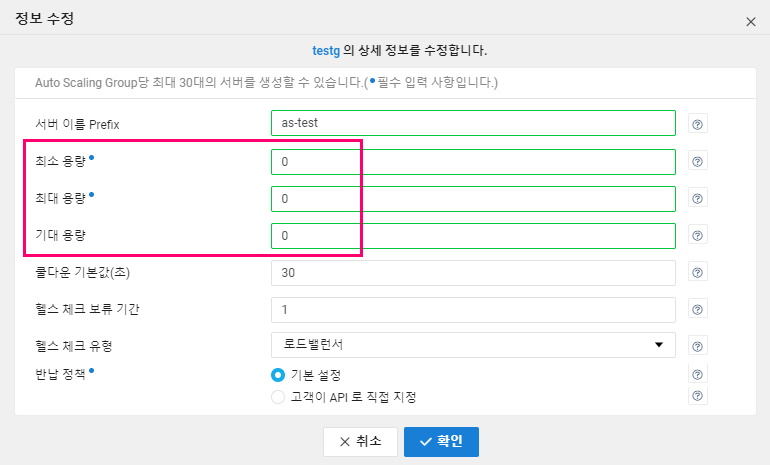 정보 수정
testg 의 상세 정보를 수정합니다.
Auto Scaling Group당 최대 30대의 서버를 생성할 수 있습니다.(•필수 입력 사항입니다.)
서버 이름 Prefix as-test
최소 용량• 0
최대 용량• 0
기대 용량 0
쿨다운 기본값(초) 30
헬스 체크 보류 기간 1
헬스 체크 유형 로드밸런서
반납 정책• 기본 설정
고객이 API 로 직접 지정
취소 확인